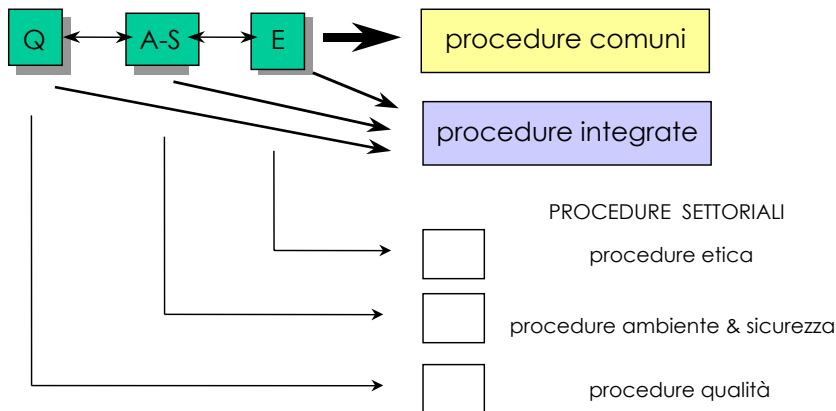 Q A-S E procedure comuni
procedure integrate
PROCEDURE SETTORIALI
procedure etica
procedure ambiente & sicurezza
procedure qualità